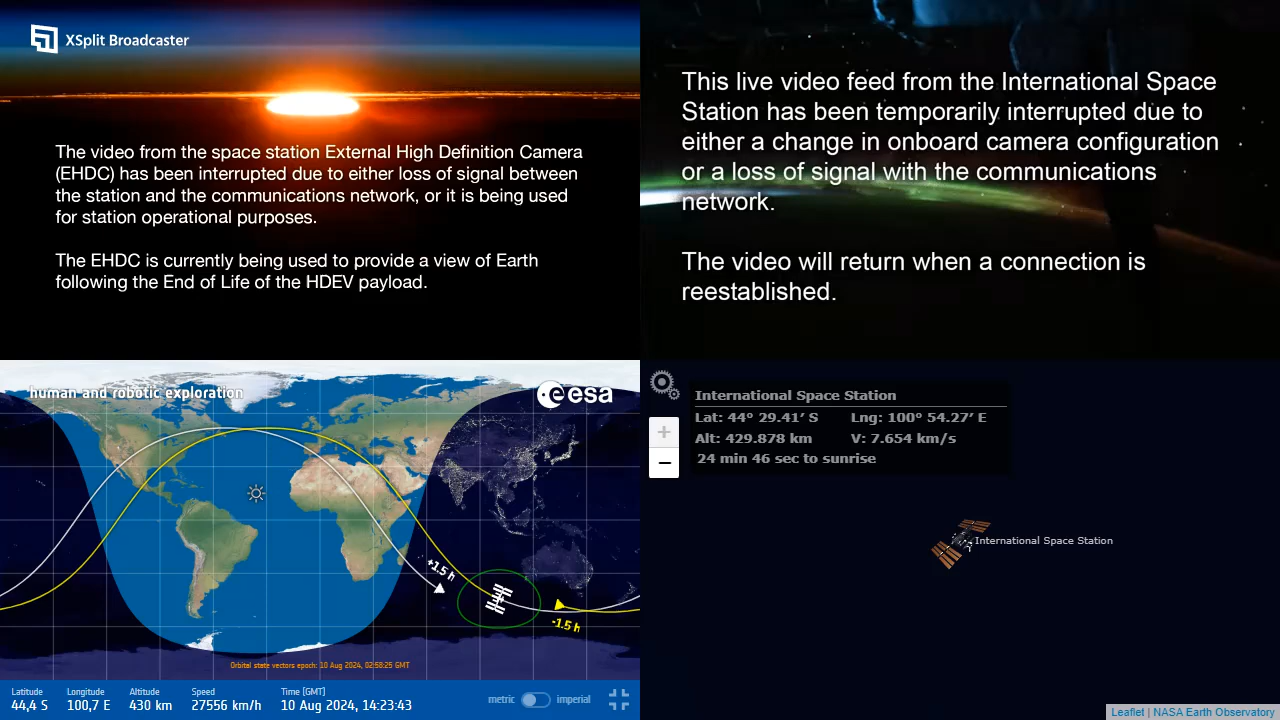 XSplit Broadcaster
The video from the space station External High Definition Camera
(EHDC) has been interrupted due to either loss of signal between
the station and the communications network, or it is being used
for station operational purposes.
The EHDC is currently being used to provide a view of Earth
following the End of Life of the HDEV payload.
This live video feed from the International Space
Station has been temporarily interrupted due to
either a change in onboard camera configuration
or a loss of signal with the communications
network.
The video will return when a connection is
reestablished.
human and robotic exploration
esa
+1.5 h
-1.5 h
Orbital state vectors epoch: 10 Aug 2024, 02:58:25 GMT
Latitude Longitude Altitude Speed Time [GMT]
44,4 S 100,7 E 430 km 27556 km/h 10 Aug 2024, 14:23:43
metric imperial
+
−
International Space Station
Lat: 44° 29.41′ S Lng: 100° 54.27′ E
Alt: 429.878 km V: 7.654 km/s
24 min 46 sec to sunrise
International Space Station
Leaflet | NASA Earth Observatory